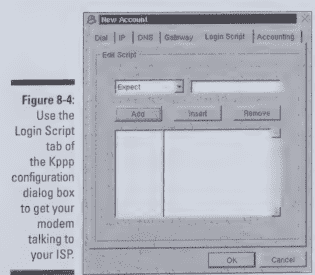 New Account
Dial IP DNS Gateway Login Script Accounting
Edit Script
Expect
Add Insert Remove
OK Cancel
Figure 8-4:
Use the
Login Script
tab of
the Kppp
configuration
dialog box
to get your
modem
talking to
your ISP.